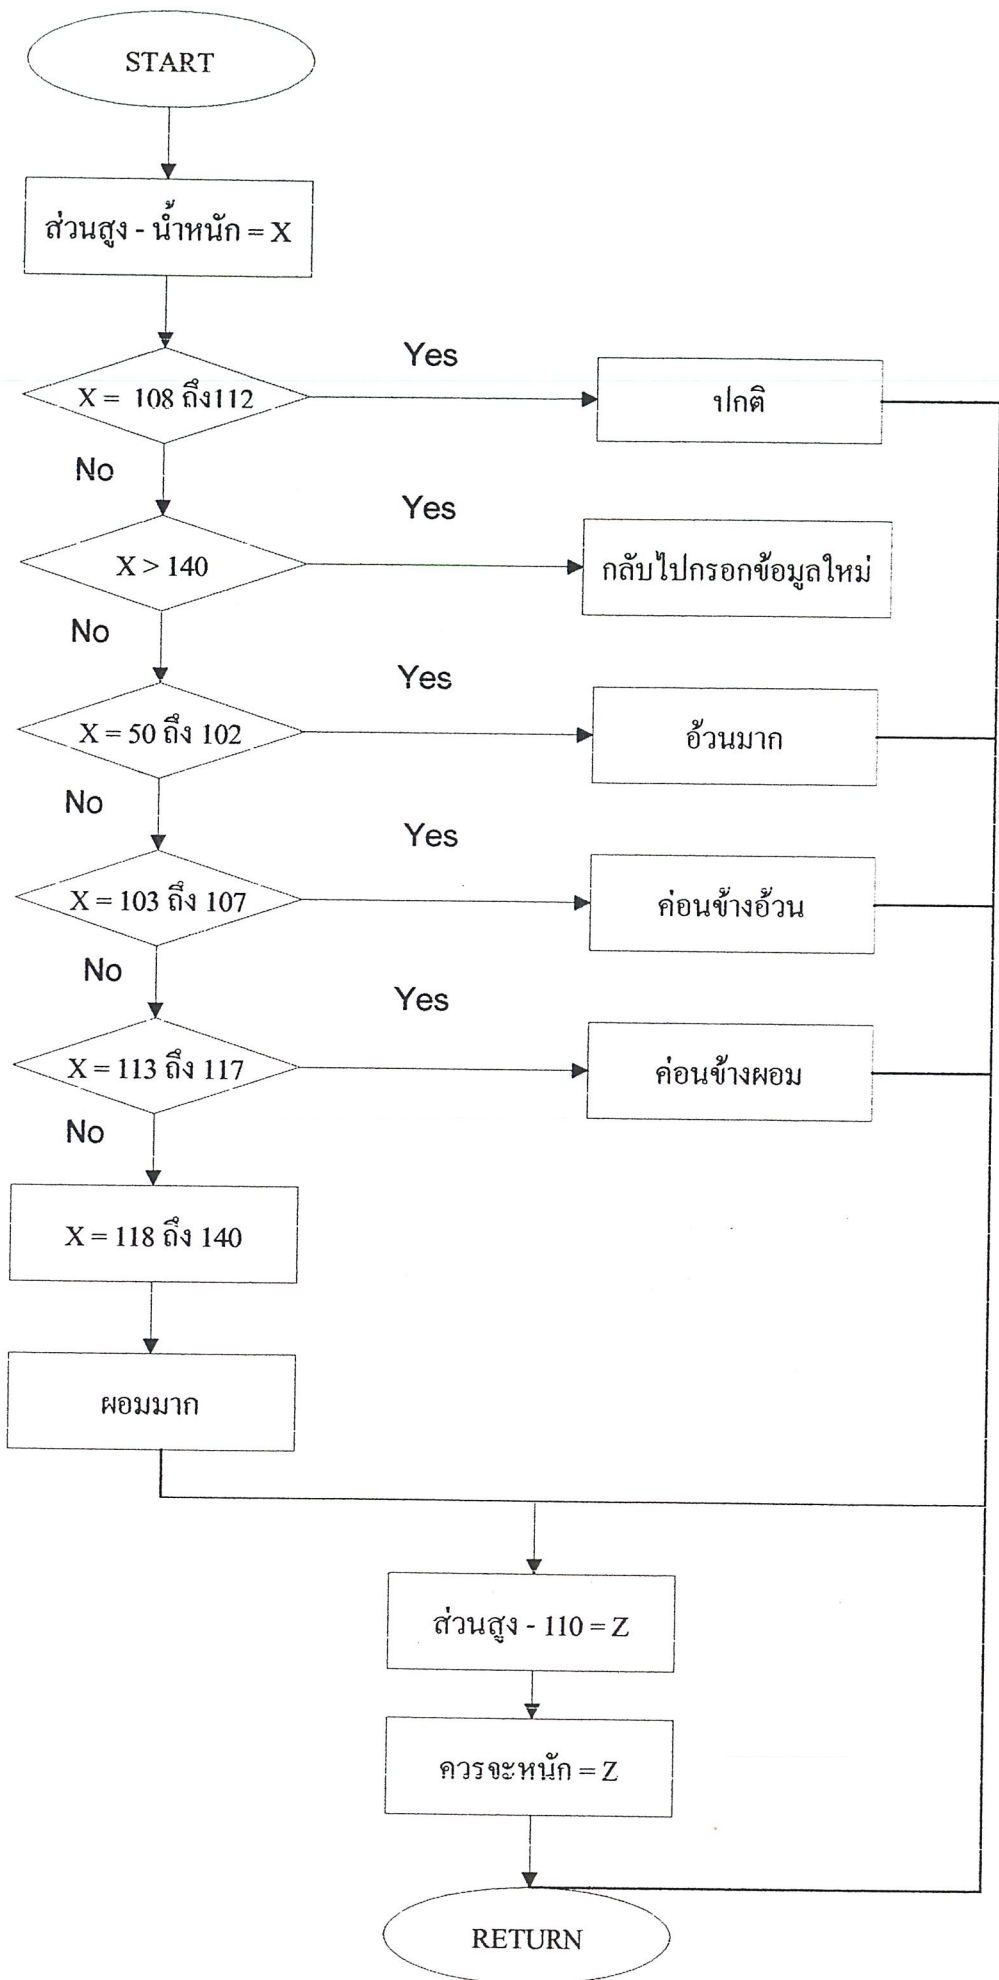 START
ส่วนสูง - น้ำหนัก = X
Yes
X = 108 ถึง112
ปกติ
No
Yes
X > 140
กลับไปกรอกข้อมูลใหม่
No
Yes
X = 50 ถึง 102
อ้วนมาก
No
Yes
X = 103 ถึง 107
ค่อนข้างอ้วน
No
Yes
X = 113 ถึง 117
ค่อนข้างผอม
No
X = 118 ถึง 140
ผอมมาก
ส่วนสูง - 110 = Z
ควรจะหนัก = Z
RETURN